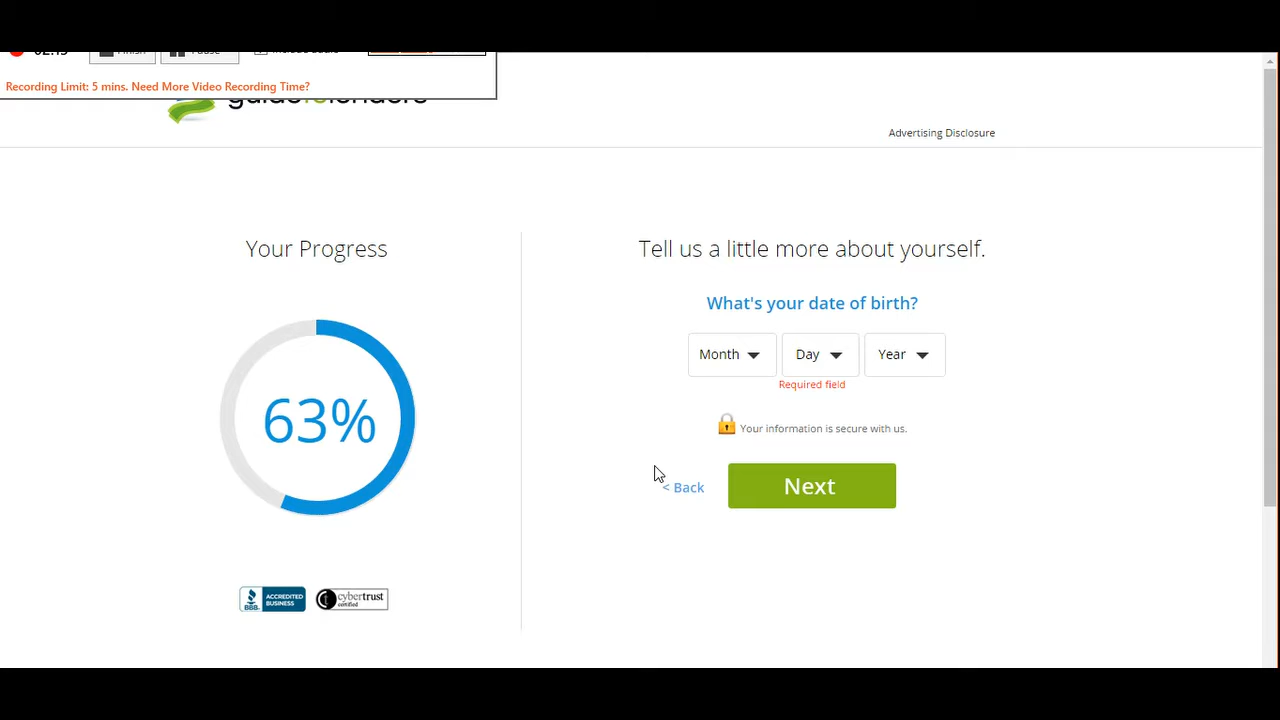 Recording Limit: 5 mins. Need More Video Recording Time?
Advertising Disclosure
Your Progress
63%
BBB
ACCREDITED
BUSINESS
cybertrust
certified
Tell us a little more about yourself.
What's your date of birth?
Month
Day
Year
Required field
Your information is secure with us.
< Back
Next